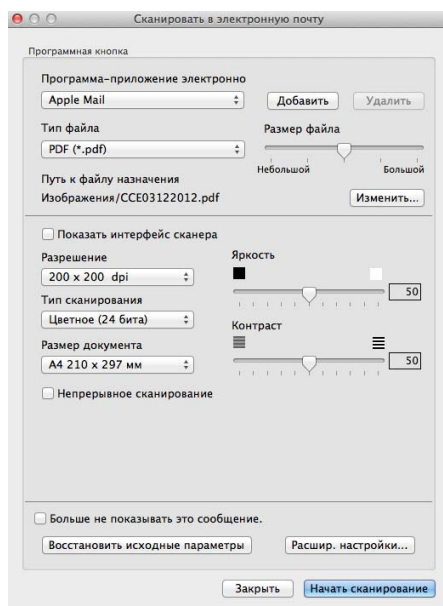 Сканировать в электронную почту
Программная кнопка
Программа-приложение электронно
Apple Mail
Добавить
Удалить
Тип файла
Размер файла
PDF (*.pdf)
Небольшой
Большой
Путь к файлу назначения
Изображения/CCE03122012.pdf
Изменить...
Показать интерфейс сканера
Разрешение
Яркость
200 x 200 dpi
50
Тип сканирования
Цветное (24 бита)
Контраст
Размер документа
A4 210 x 297 мм
50
Непрерывное сканирование
Больше не показывать это сообщение.
Восстановить исходные параметры
Расшир. настройки...
Закрыть
Начать сканирование